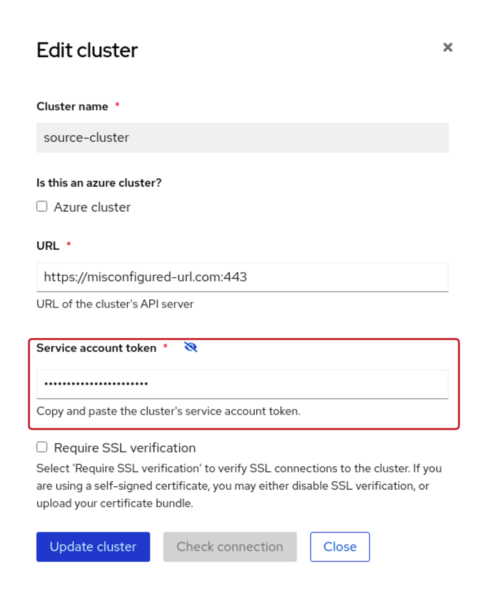 Edit cluster
Cluster name *
source-cluster
Is this an azure cluster?
Azure cluster
URL *
https://misconfigured-url.com:443
URL of the cluster's API server
Service account token *
•••••••••••••••••••••••
Copy and paste the cluster's service account token.
Require SSL verification
Select 'Require SSL verification' to verify SSL connections to the cluster. If you
are using a self-signed certificate, you may either disable SSL verification, or
upload your certificate bundle.
Update cluster Check connection Close